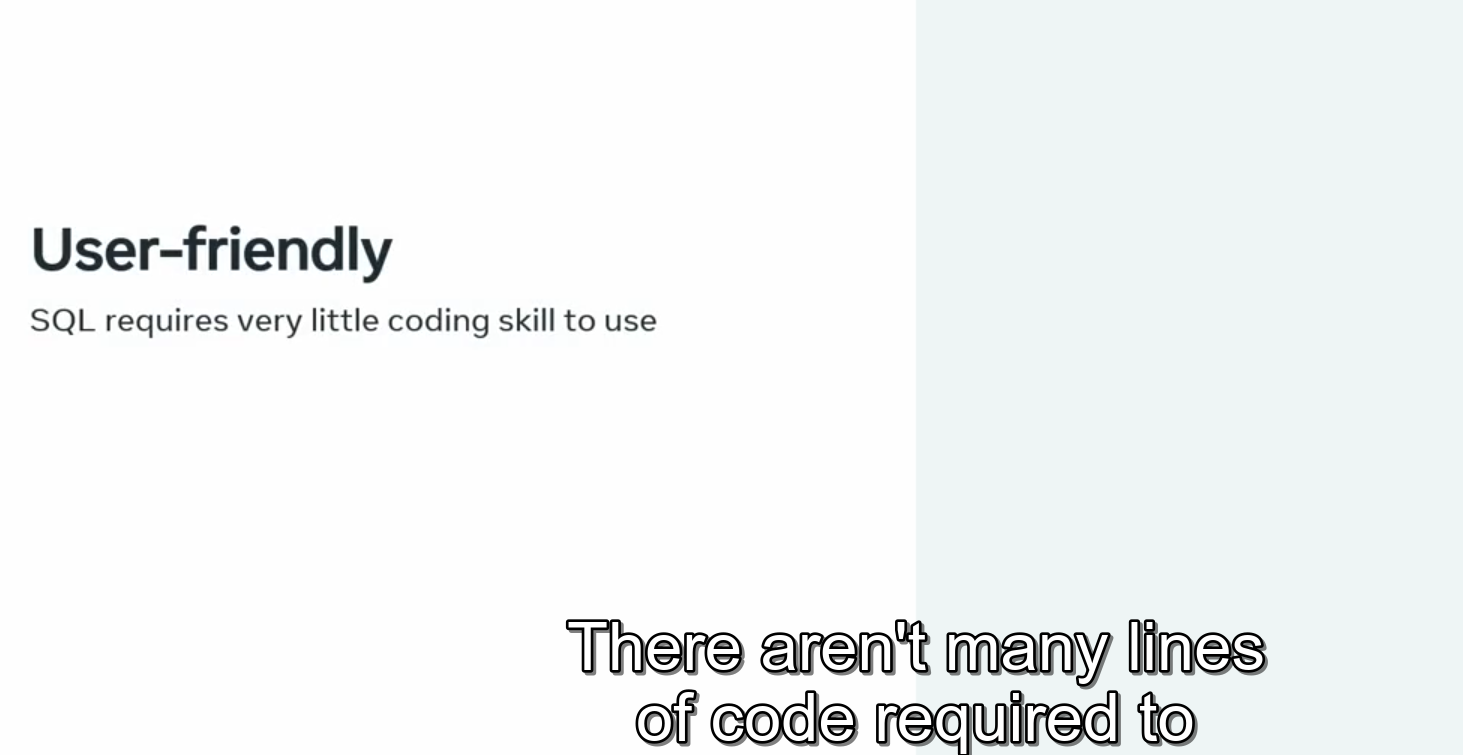 User-friendly
SQL requires very little coding skill to use
There aren't many lines
of code required to